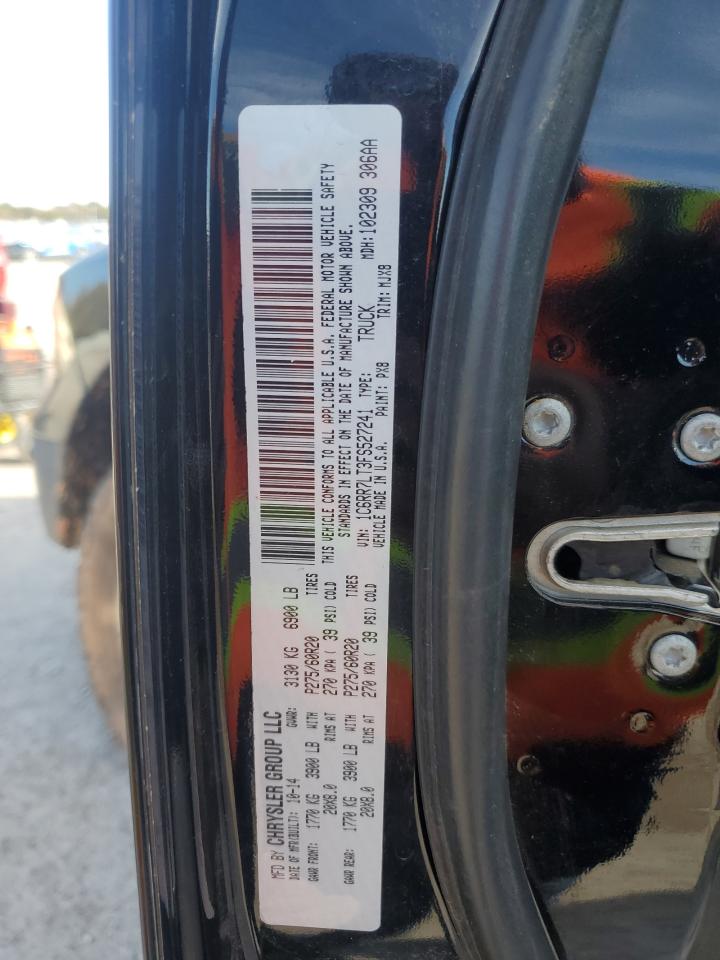 MFD BY CHRYSLER GROUP LLC
DATE OF MFR(BUILT): 10-14 GVWR: 3130 KG 6900 LB
GAWR FRONT: 1770 KG 3900 LB WITH P275/60R20 TIRES
20X8.0 RIMS AT 270 KPA ( 39 PSI) COLD
GAWR REAR: 1770 KG 3900 LB WITH P275/60R20 TIRES
20X8.0 RIMS AT 270 KPA ( 39 PSI) COLD
THIS VEHICLE CONFORMS TO ALL APPLICABLE U.S.A. FEDERAL MOTOR VEHICLE SAFETY
STANDARDS IN EFFECT ON THE DATE OF MANUFACTURE SHOWN ABOVE.
VIN: 1C6RR7LT3FS527241 TYPE: TRUCK MDH:102309 306AA
VEHICLE MADE IN U.S.A. PAINT: PX8 TRIM: MJX8